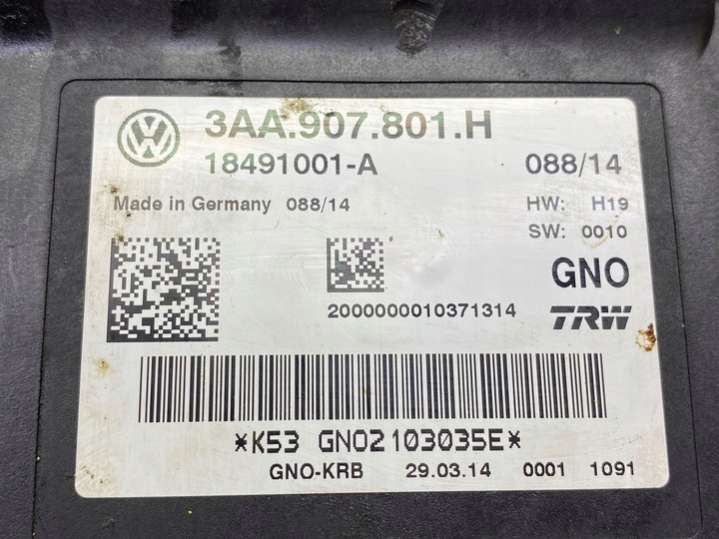 3AA.907.801.H
18491001-A 088/14
Made in Germany 088/14 HW: H19
SW: 0010
GNO
2000000010371314 TRW
*K53 GNO2103035E*
GNO-KRB 29.03.14 0001 1091